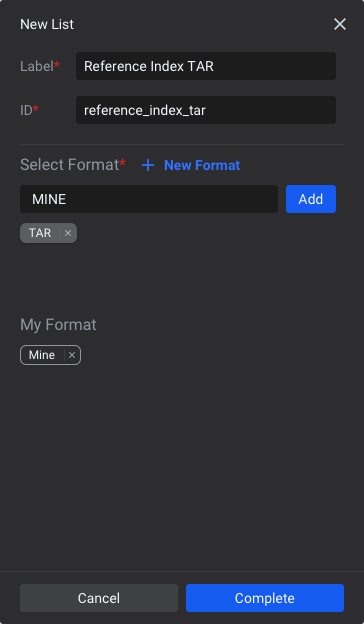 New List
Label* Reference Index TAR
ID* reference_index_tar
Select Format* + New Format
MINE Add
TAR ×
My Format
Mine ×
Cancel Complete